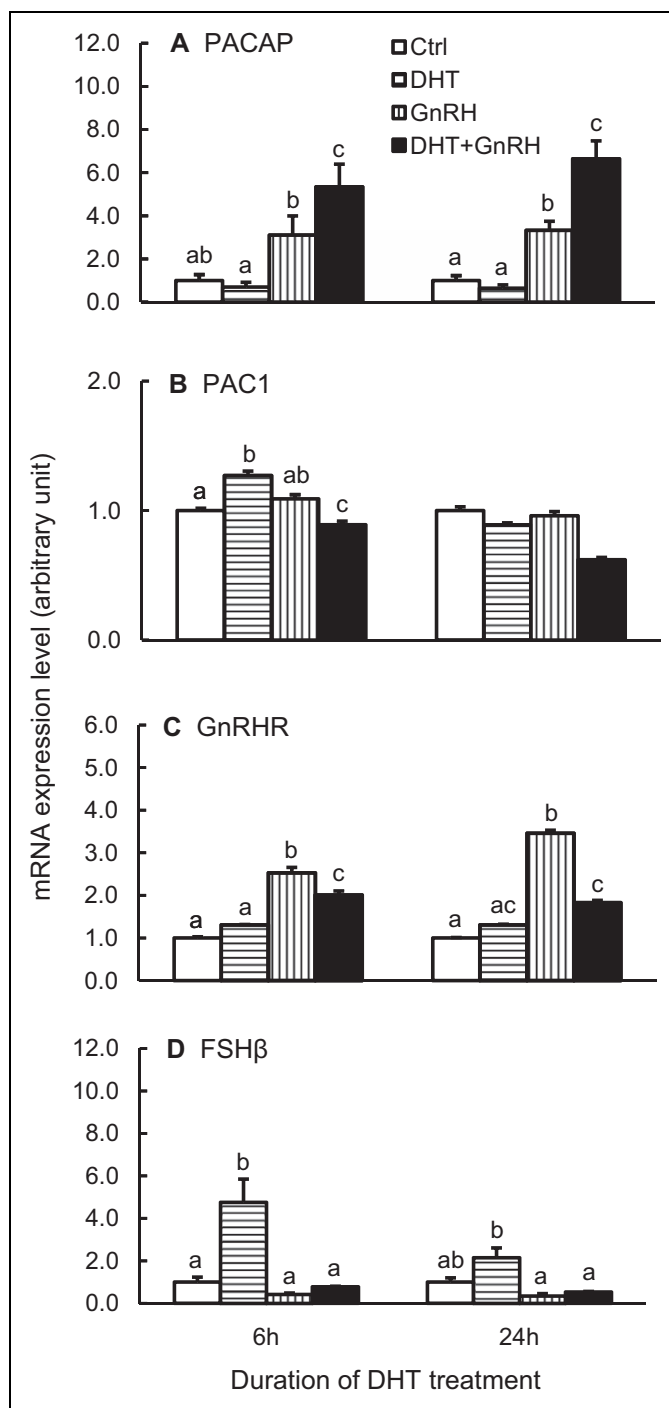 A PACAP
Ctrl
DHT
GnRH
DHT+GnRH
12.0
10.0
8.0
6.0
4.0
2.0
0.0
ab
a
b
c
a
a
b
c
B PAC1
2.0
1.0
0.0
a
b
ab
c
C GnRHR
6.0
5.0
4.0
3.0
2.0
1.0
0.0
a
a
b
c
a
ac
b
c
D FSHβ
12.0
10.0
8.0
6.0
4.0
2.0
0.0
a
b
a
a
ab
b
a
a
6h
24h
Duration of DHT treatment
mRNA expression level (arbitrary unit)